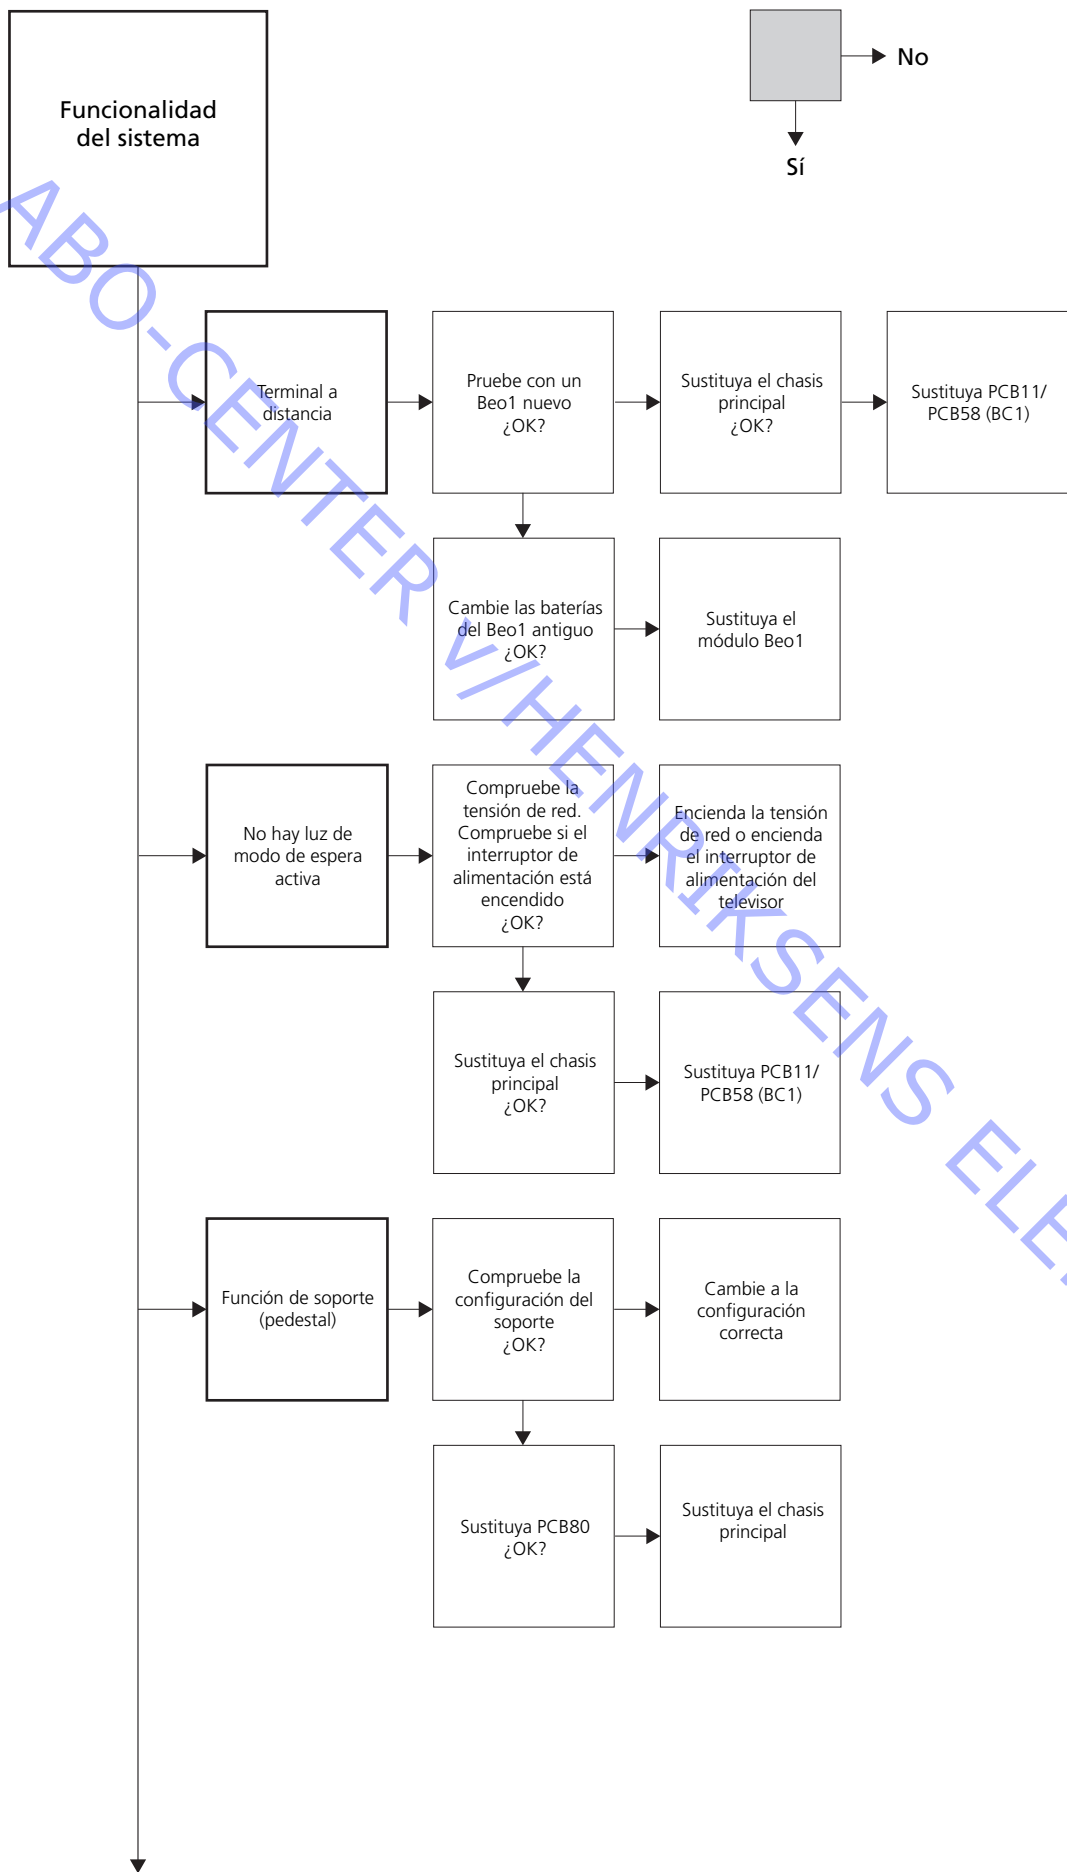 Funcionalidad
del sistema
No
Sí
Terminal a
distancia
Pruebe con un
Beo1 nuevo
¿OK?
Sustituya el chasis
principal
¿OK?
Sustituya PCB11/
PCB58 (BC1)
Cambie las baterías
del Beo1 antiguo
¿OK?
Sustituya el
módulo Beo1
No hay luz de
modo de espera
activa
Compruebe la
tensión de red.
Compruebe si el
interruptor de
alimentación está
encendido
¿OK?
Encienda la tensión
de red o encienda
el interruptor de
alimentación del
televisor
Sustituya el chasis
principal
¿OK?
Sustituya PCB11/
PCB58 (BC1)
Función de soporte
(pedestal)
Compruebe la
configuración del
soporte
¿OK?
Cambie a la
configuración
correcta
Sustituya PCB80
¿OK?
Sustituya el chasis
principal
ABO-CENTER v/HENRIKSENS